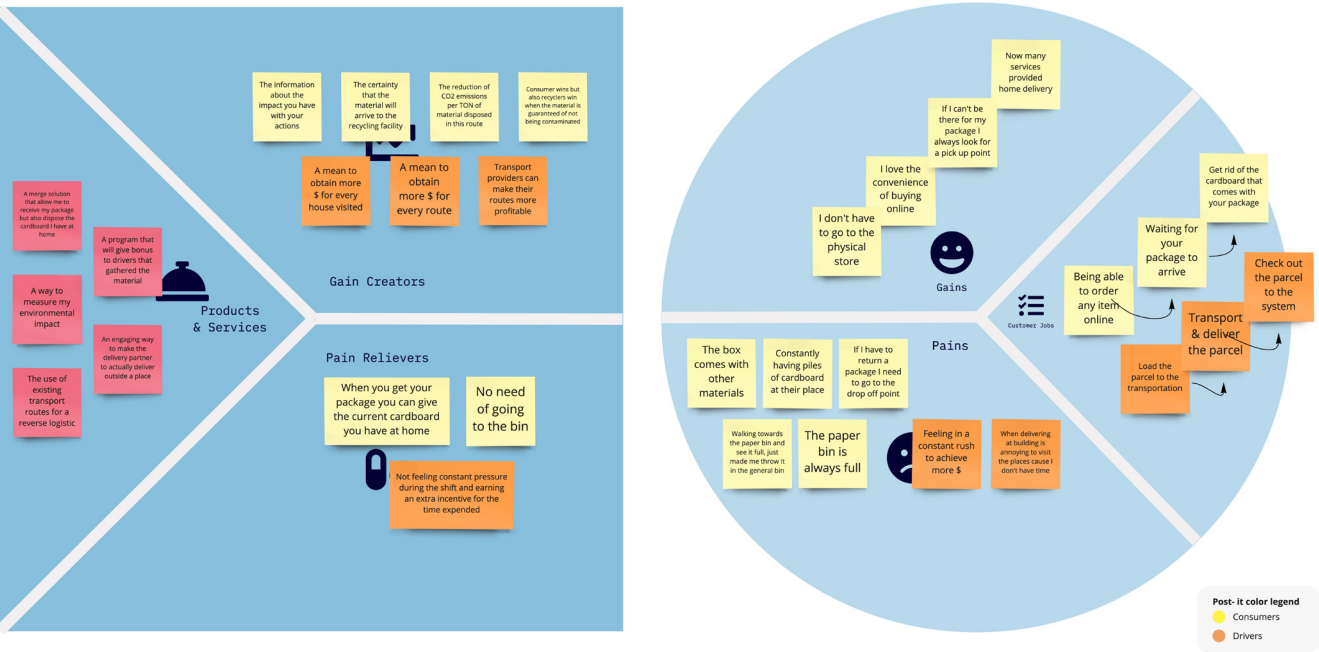 The information
about the
impact you have
with your
actions
The certainty
that the
material will
arrive to the
recycling facility
The reduction of
CO2 emissions
per TON of
material disposed
in this route
Consumer wins but
also recyclers win
when the material is
guaranteed of not
being contaminated
A mean to
obtain more
$ for every
house visited
A mean to
obtain
more $ for
every route
Transport
providers can
make their
routes more
profitable
Gain Creators
A merge solution
that allow me to
receive my package
but also dispose the
cardboard I have at
home
A program that
will give bonus
to drivers that
gathered the
material
A way to
measure my
environmental
impact
An engaging way
to make the
delivery partner
to actually deliver
outside a place
The use of
existing
transport
routes for a
reverse logistic
Products
& Services
Pain Relievers
When you get your
package you can give
the current cardboard
you have at home
No need
of going
to the bin
Not feeling constant pressure
during the shift and earning
an extra incentive for the
time expended
Now many
services
provided
home delivery
If I can't be
there for my
package I
always look for
a pick up point
I love the
convenience
of buying
online
I don't have
to go to the
physical
store
Gains
Get rid of the
cardboard that
comes with
your package
Waiting for
your
package to
arrive
Being able
to order
any item
online
Check out
the parcel
to the
system
Transport
& deliver
the parcel
Load the
parcel to the
transportation
Customer Jobs
Pains
The box
comes with
other
materials
Constantly
having piles
of cardboard
at their place
If I have to
return a
package I need
to go to the
drop off point
Walking towards
the paper bin and
see it full, just
made me throw it
in the general bin
The paper
bin is
always full
Feeling in a
constant rush
to achieve
more $
When delivering
at building is
annoying to visit
the places cause I
don't have time
Post- it color legend
Consumers
Drivers